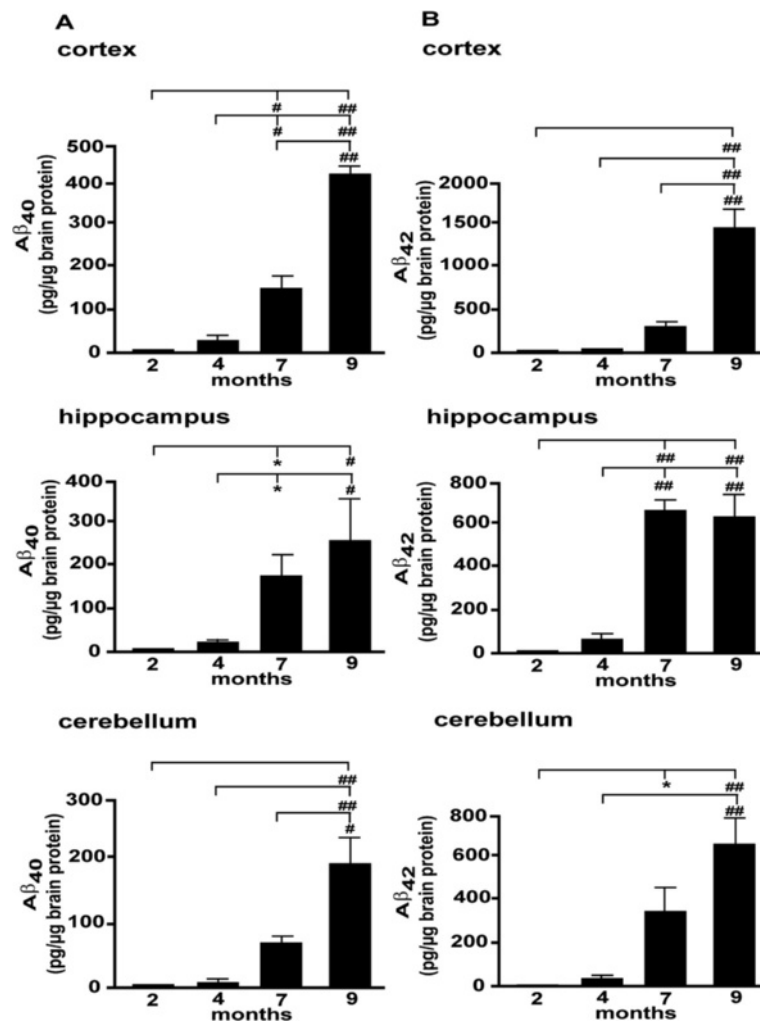 A
cortex
# ##
# ##
##
500
400
200
100
0
Aβ40
(pg/µg brain protein)
2 4 7 9
months
hippocampus
* #
* #
400
300
200
100
0
Aβ40
(pg/µg brain protein)
2 4 7 9
months
cerebellum
##
##
#
300
200
100
0
Aβ40
(pg/µg brain protein)
2 4 7 9
months
B
cortex
##
##
##
2000
1500
1000
500
0
Aβ42
(pg/µg brain protein)
2 4 7 9
months
hippocampus
## ##
## ##
800
600
400
200
0
Aβ42
(pg/µg brain protein)
2 4 7 9
months
cerebellum
* ##
##
800
600
400
200
0
Aβ42
(pg/µg brain protein)
2 4 7 9
months